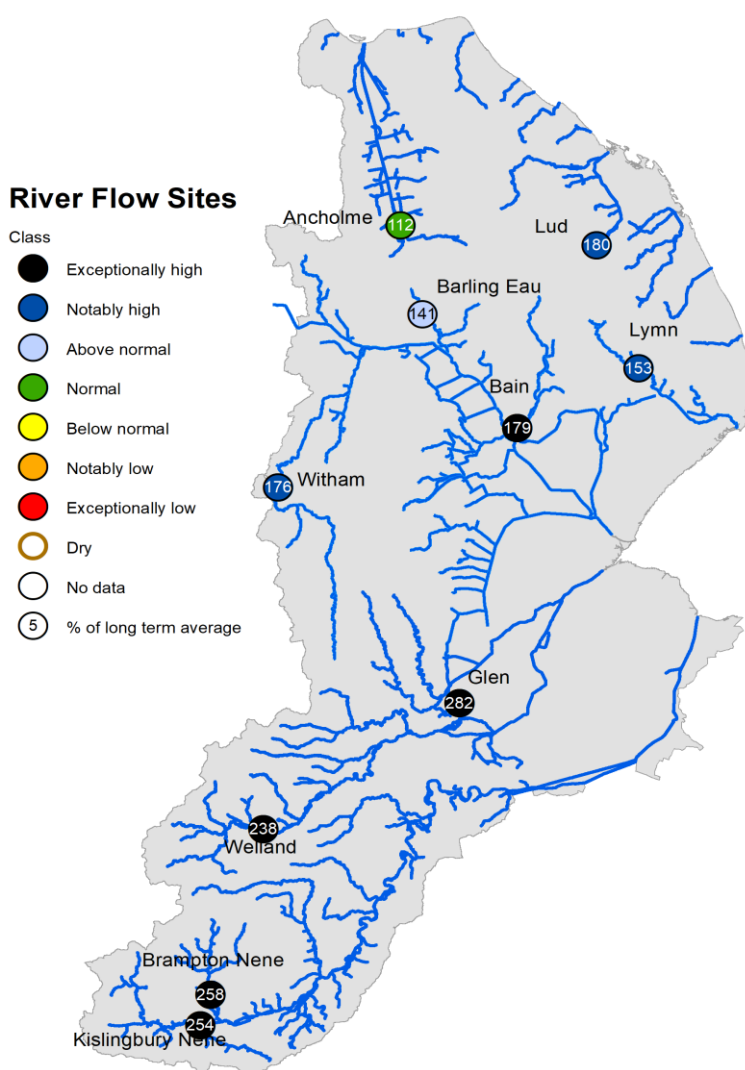 River Flow Sites
Class
Exceptionally high
Notably high
Above normal
Normal
Below normal
Notably low
Exceptionally low
Dry
No data
5 % of long term average
Ancholme
112
Lud
180
Barling Eau
141
Lymn
153
Bain
179
Witham
176
Glen
282
238
Welland
Brampton Nene
258
254
Kislingbury Nene